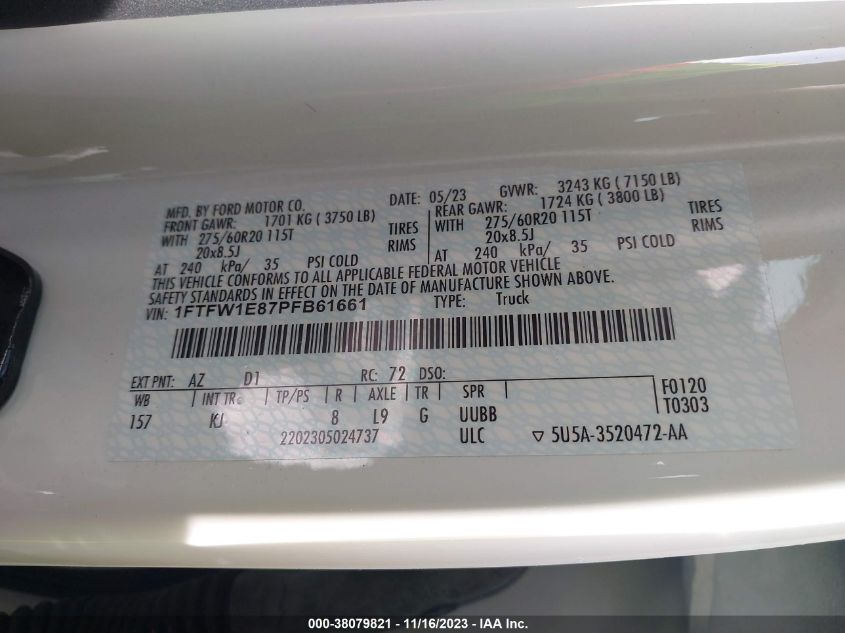 MFD. BY FORD MOTOR CO. DATE: 05/23 GVWR: 3243 KG ( 7150 LB)
FRONT GAWR: 1701 KG ( 3750 LB) REAR GAWR: 1724 KG ( 3800 LB)
WITH 275/60R20 115T TIRES WITH 275/60R20 115T TIRES
20x8.5J RIMS 20x8.5J RIMS
AT 240 kPa/ 35 PSI COLD AT 240 kPa/ 35 PSI COLD
THIS VEHICLE CONFORMS TO ALL APPLICABLE FEDERAL MOTOR VEHICLE
SAFETY STANDARDS IN EFFECT ON THE DATE OF MANUFACTURE SHOWN ABOVE.
VIN: 1FTFW1E87PFB61661 TYPE: Truck
EXT PNT: AZ D1 RC: 72 DSO:
WB INT TR TP/PS R AXLE TR SPR F0120
157 KJ 8 L9 G UUBB T0303
2202305024737 ULC ▽ 5U5A-3520472-AA
000-38079821 - 11/16/2023 - IAA Inc.